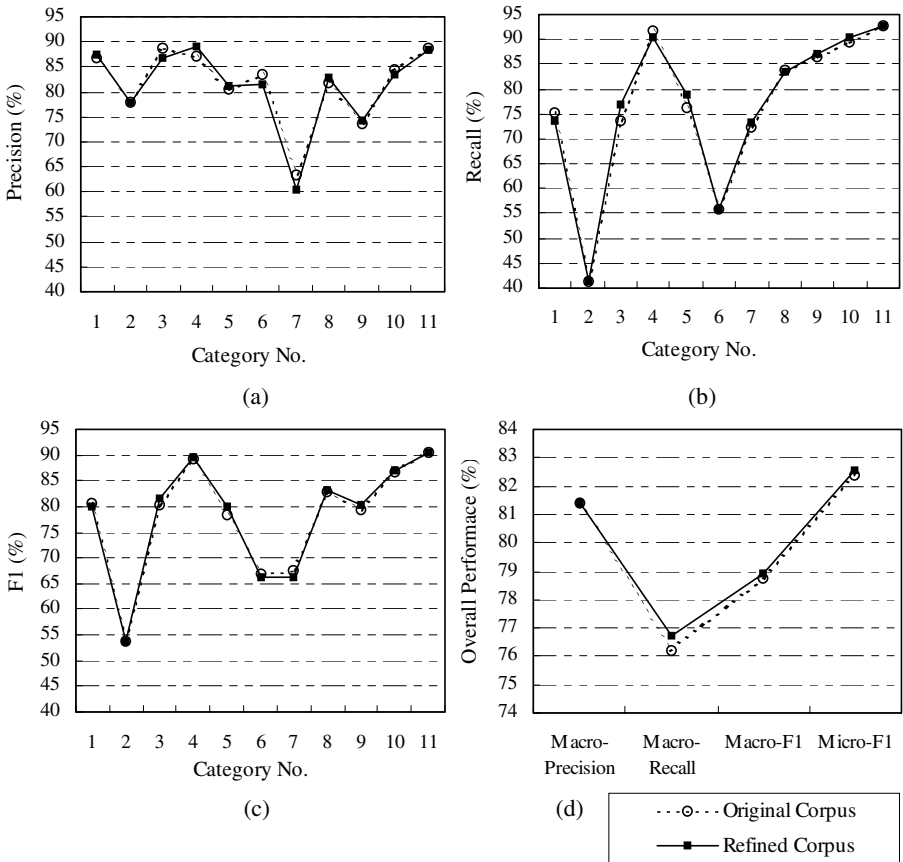 95
90
85
80
75
70
65
60
55
50
45
40
Precision (%)
1 2 3 4 5 6 7 8 9 10 11
Category No.
(a)
95
90
85
80
75
70
65
60
55
50
45
40
Recall (%)
1 2 3 4 5 6 7 8 9 10 11
Category No.
(b)
95
90
85
80
75
70
65
60
55
50
45
40
F1 (%)
1 2 3 4 5 6 7 8 9 10 11
Category No.
(c)
84
83
82
81
80
79
78
77
76
75
74
Overall Performace (%)
Macro- Macro- Macro-F1 Micro-F1
Precision Recall
(d)
Original Corpus
Refined Corpus